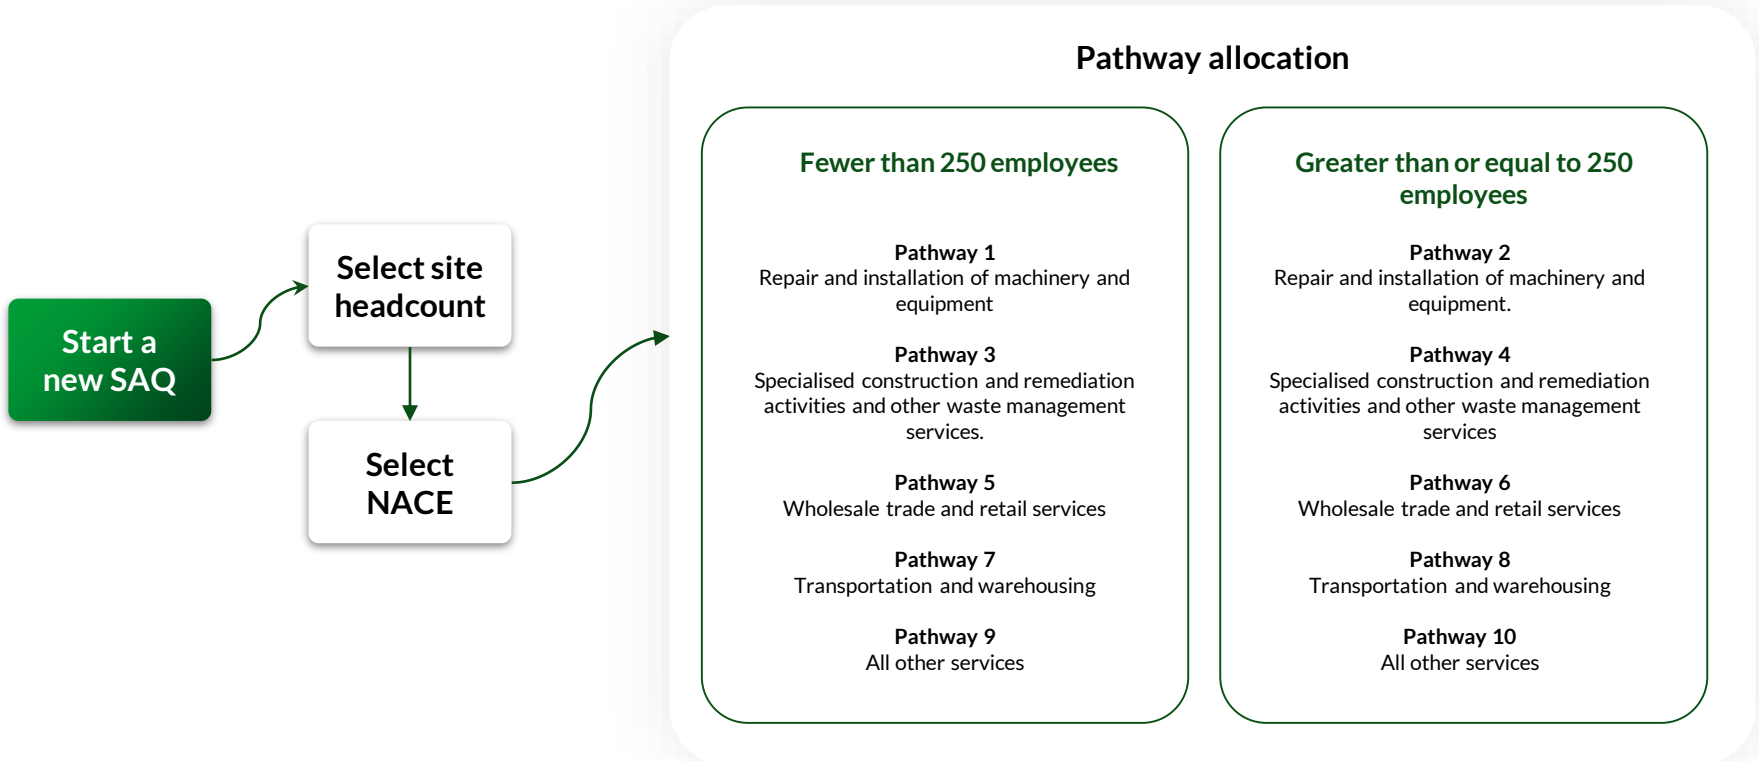 Start a
new SAQ
Select site
headcount
Select
NACE
Pathway allocation
Fewer than 250 employees
Pathway 1
Repair and installation of machinery and
equipment
Pathway 3
Specialised construction and remediation
activities and other waste management
services.
Pathway 5
Wholesale trade and retail services
Pathway 7
Transportation and warehousing
Pathway 9
All other services
Greater than or equal to 250
employees
Pathway 2
Repair and installation of machinery and
equipment.
Pathway 4
Specialised construction and remediation
activities and other waste management
services
Pathway 6
Wholesale trade and retail services
Pathway 8
Transportation and warehousing
Pathway 10
All other services